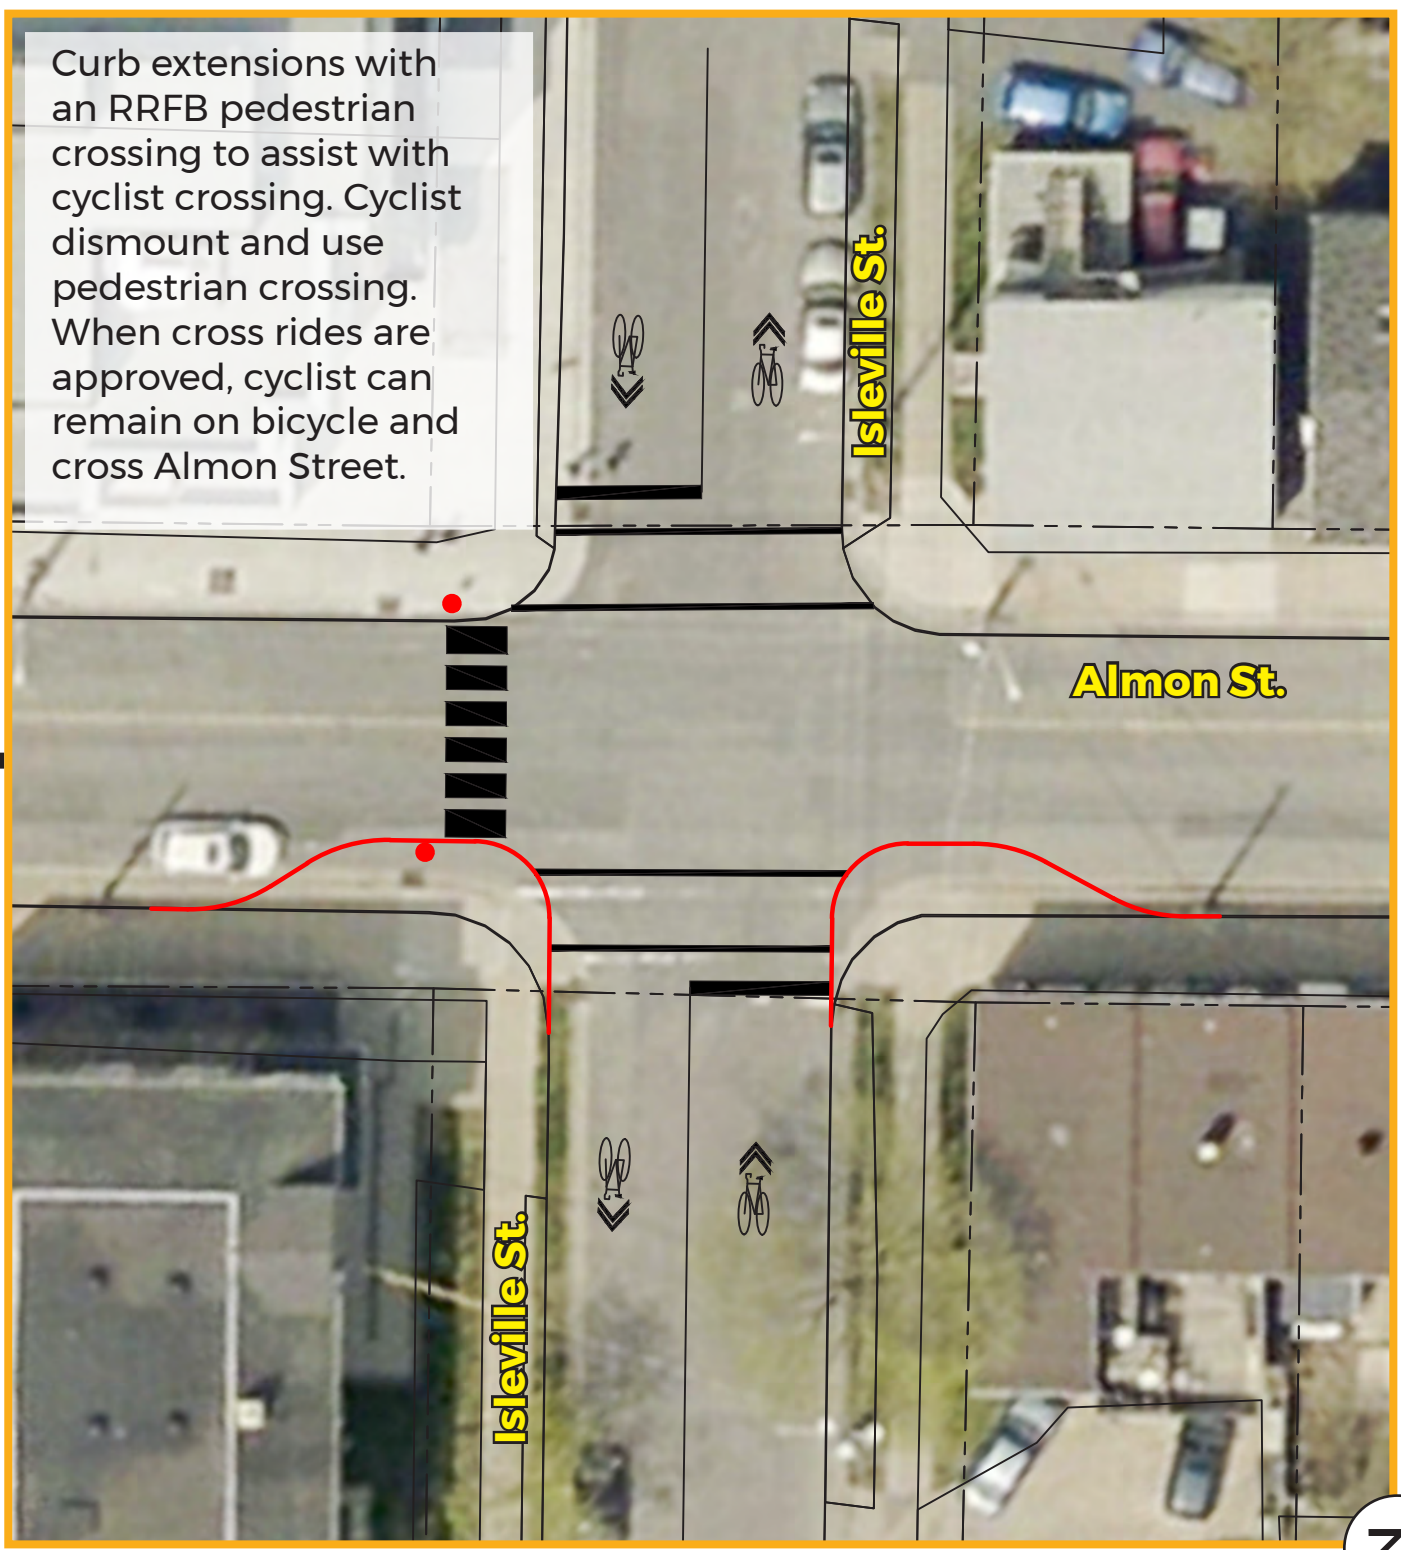 Curb extensions with
an RRFB pedestrian
crossing to assist with
cyclist crossing. Cyclist
dismount and use
pedestrian crossing.
When cross rides are
approved, cyclist can
remain on bicycle and
cross Almon Street.
Isleville St.
Almon St.
Isleville St.